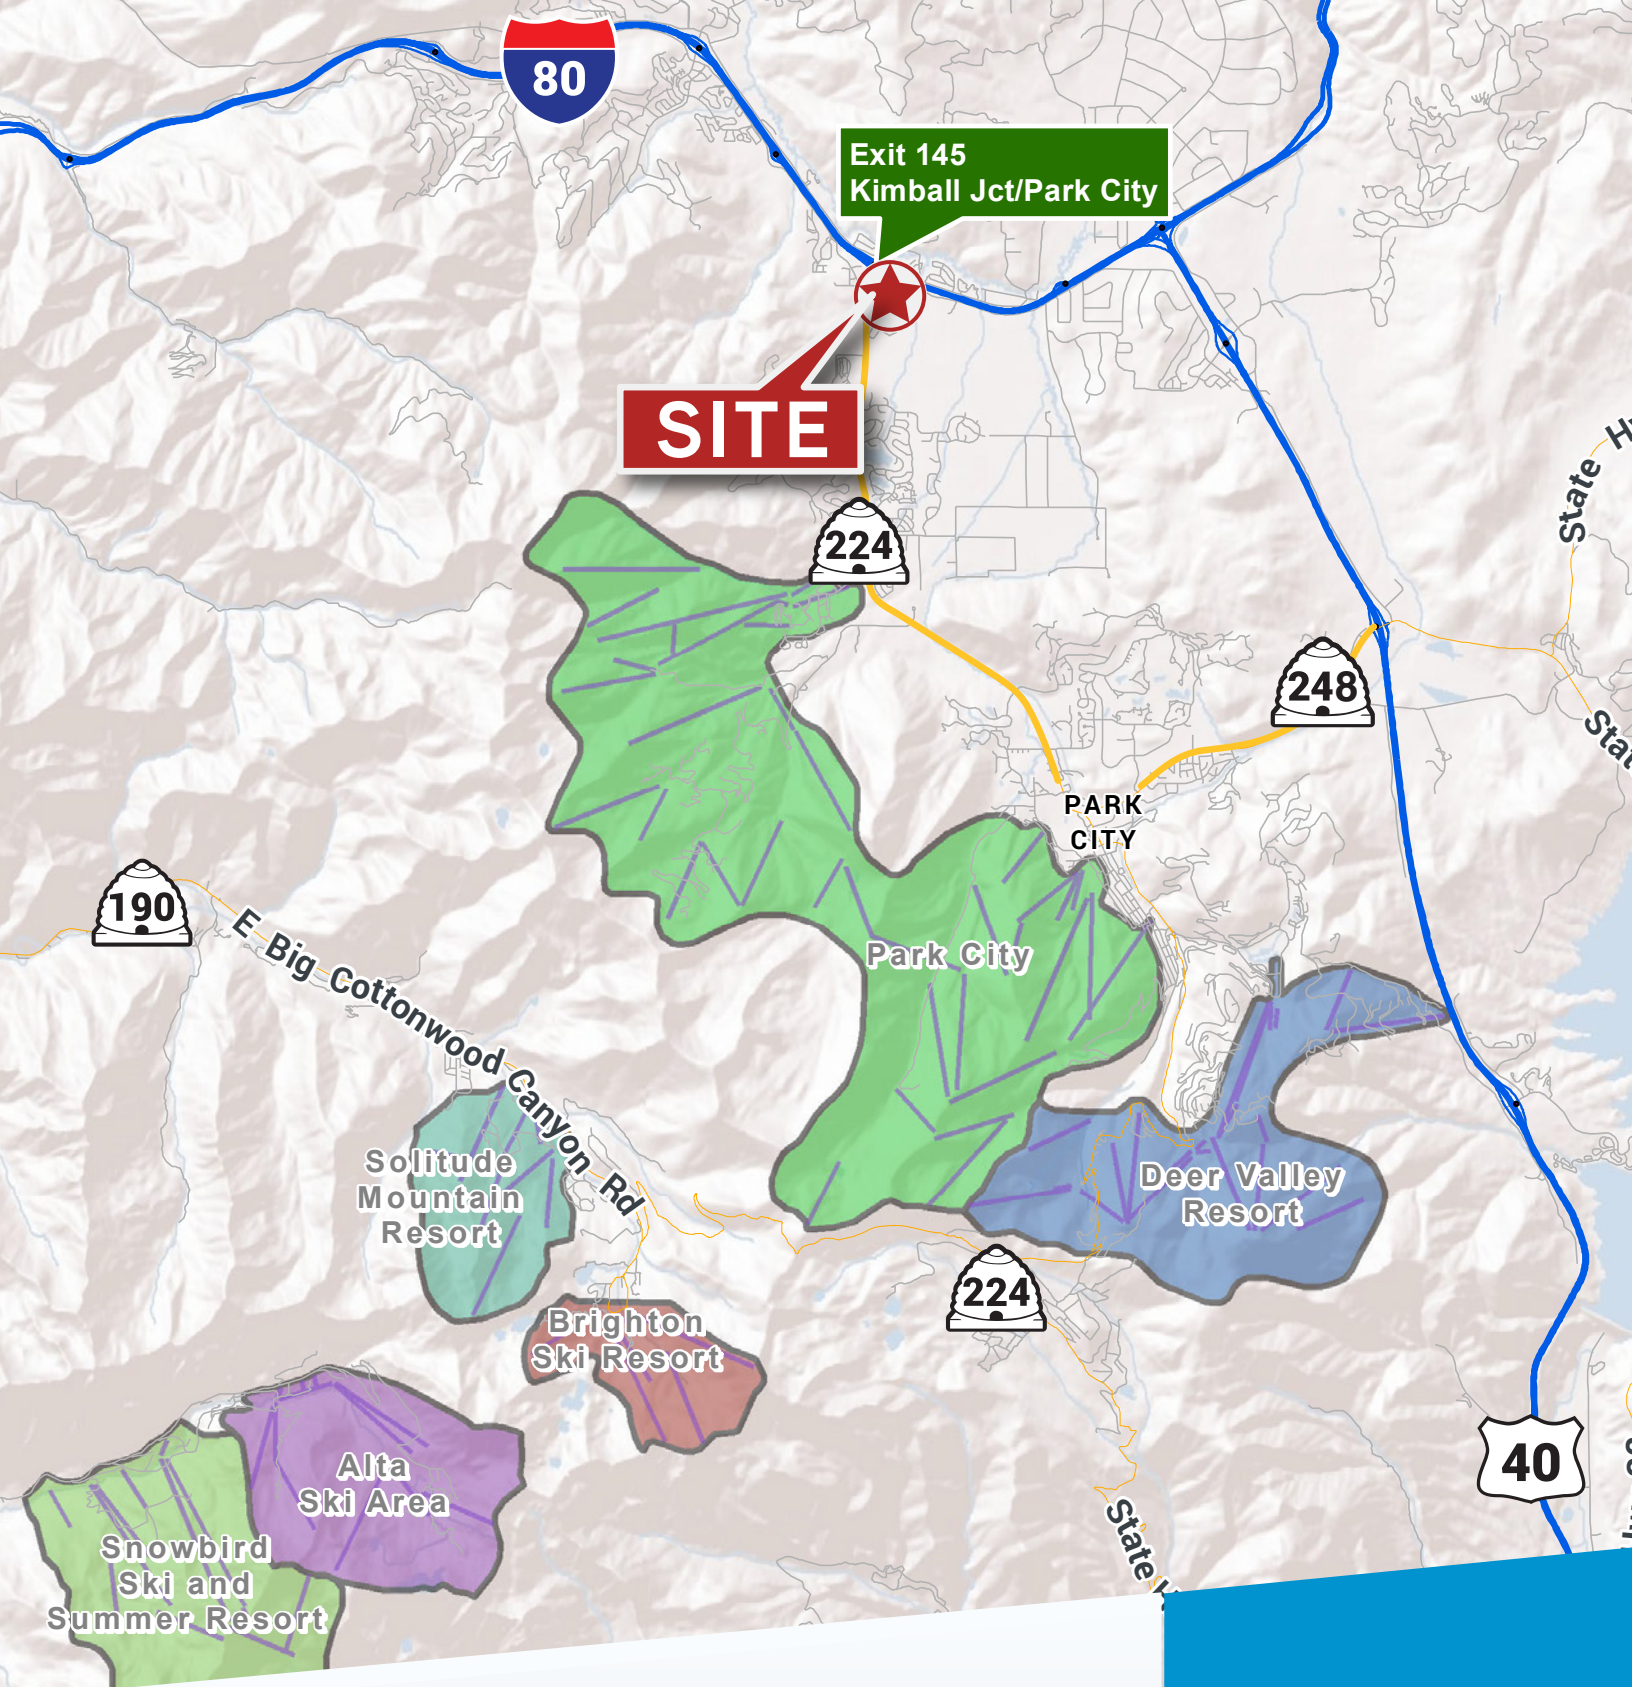 80
Exit 145
Kimball Jct/Park City
SITE
State
224
248
PARK
CITY
190
E Big Cottonwood Canyon Rd
Park City
Solitude
Mountain
Resort
Deer Valley
Resort
224
Brighton
Ski Resort
40
Alta
Ski Area
State
Snowbird
Ski and
Summer Resort